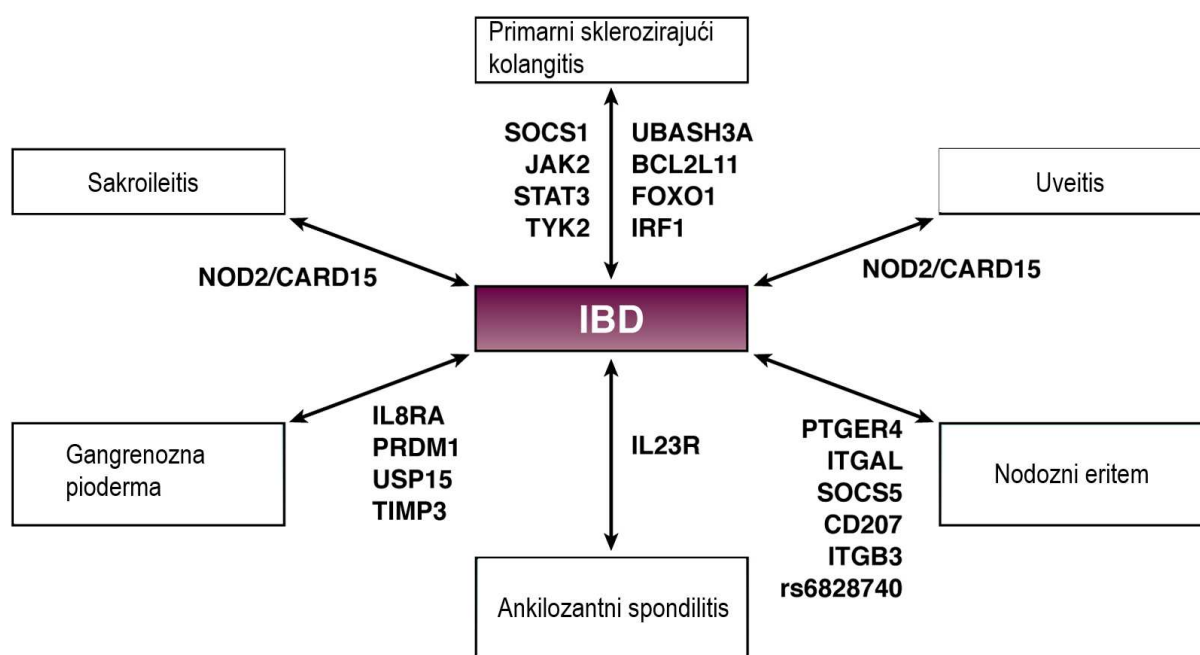 Primarni sklerozirajući
kolangitis
SOCS1
JAK2
STAT3
TYK2
UBASH3A
BCL2L11
FOXO1
IRF1
Sakroileitis
NOD2/CARD15
Uveitis
NOD2/CARD15
IBD
Gangrenozna
pioderma
IL8RA
PRDM1
USP15
TIMP3
IL23R
Ankilozantni spondilitis
PTGER4
ITGAL
SOCS5
CD207
ITGB3
rs6828740
Nodozni eritem